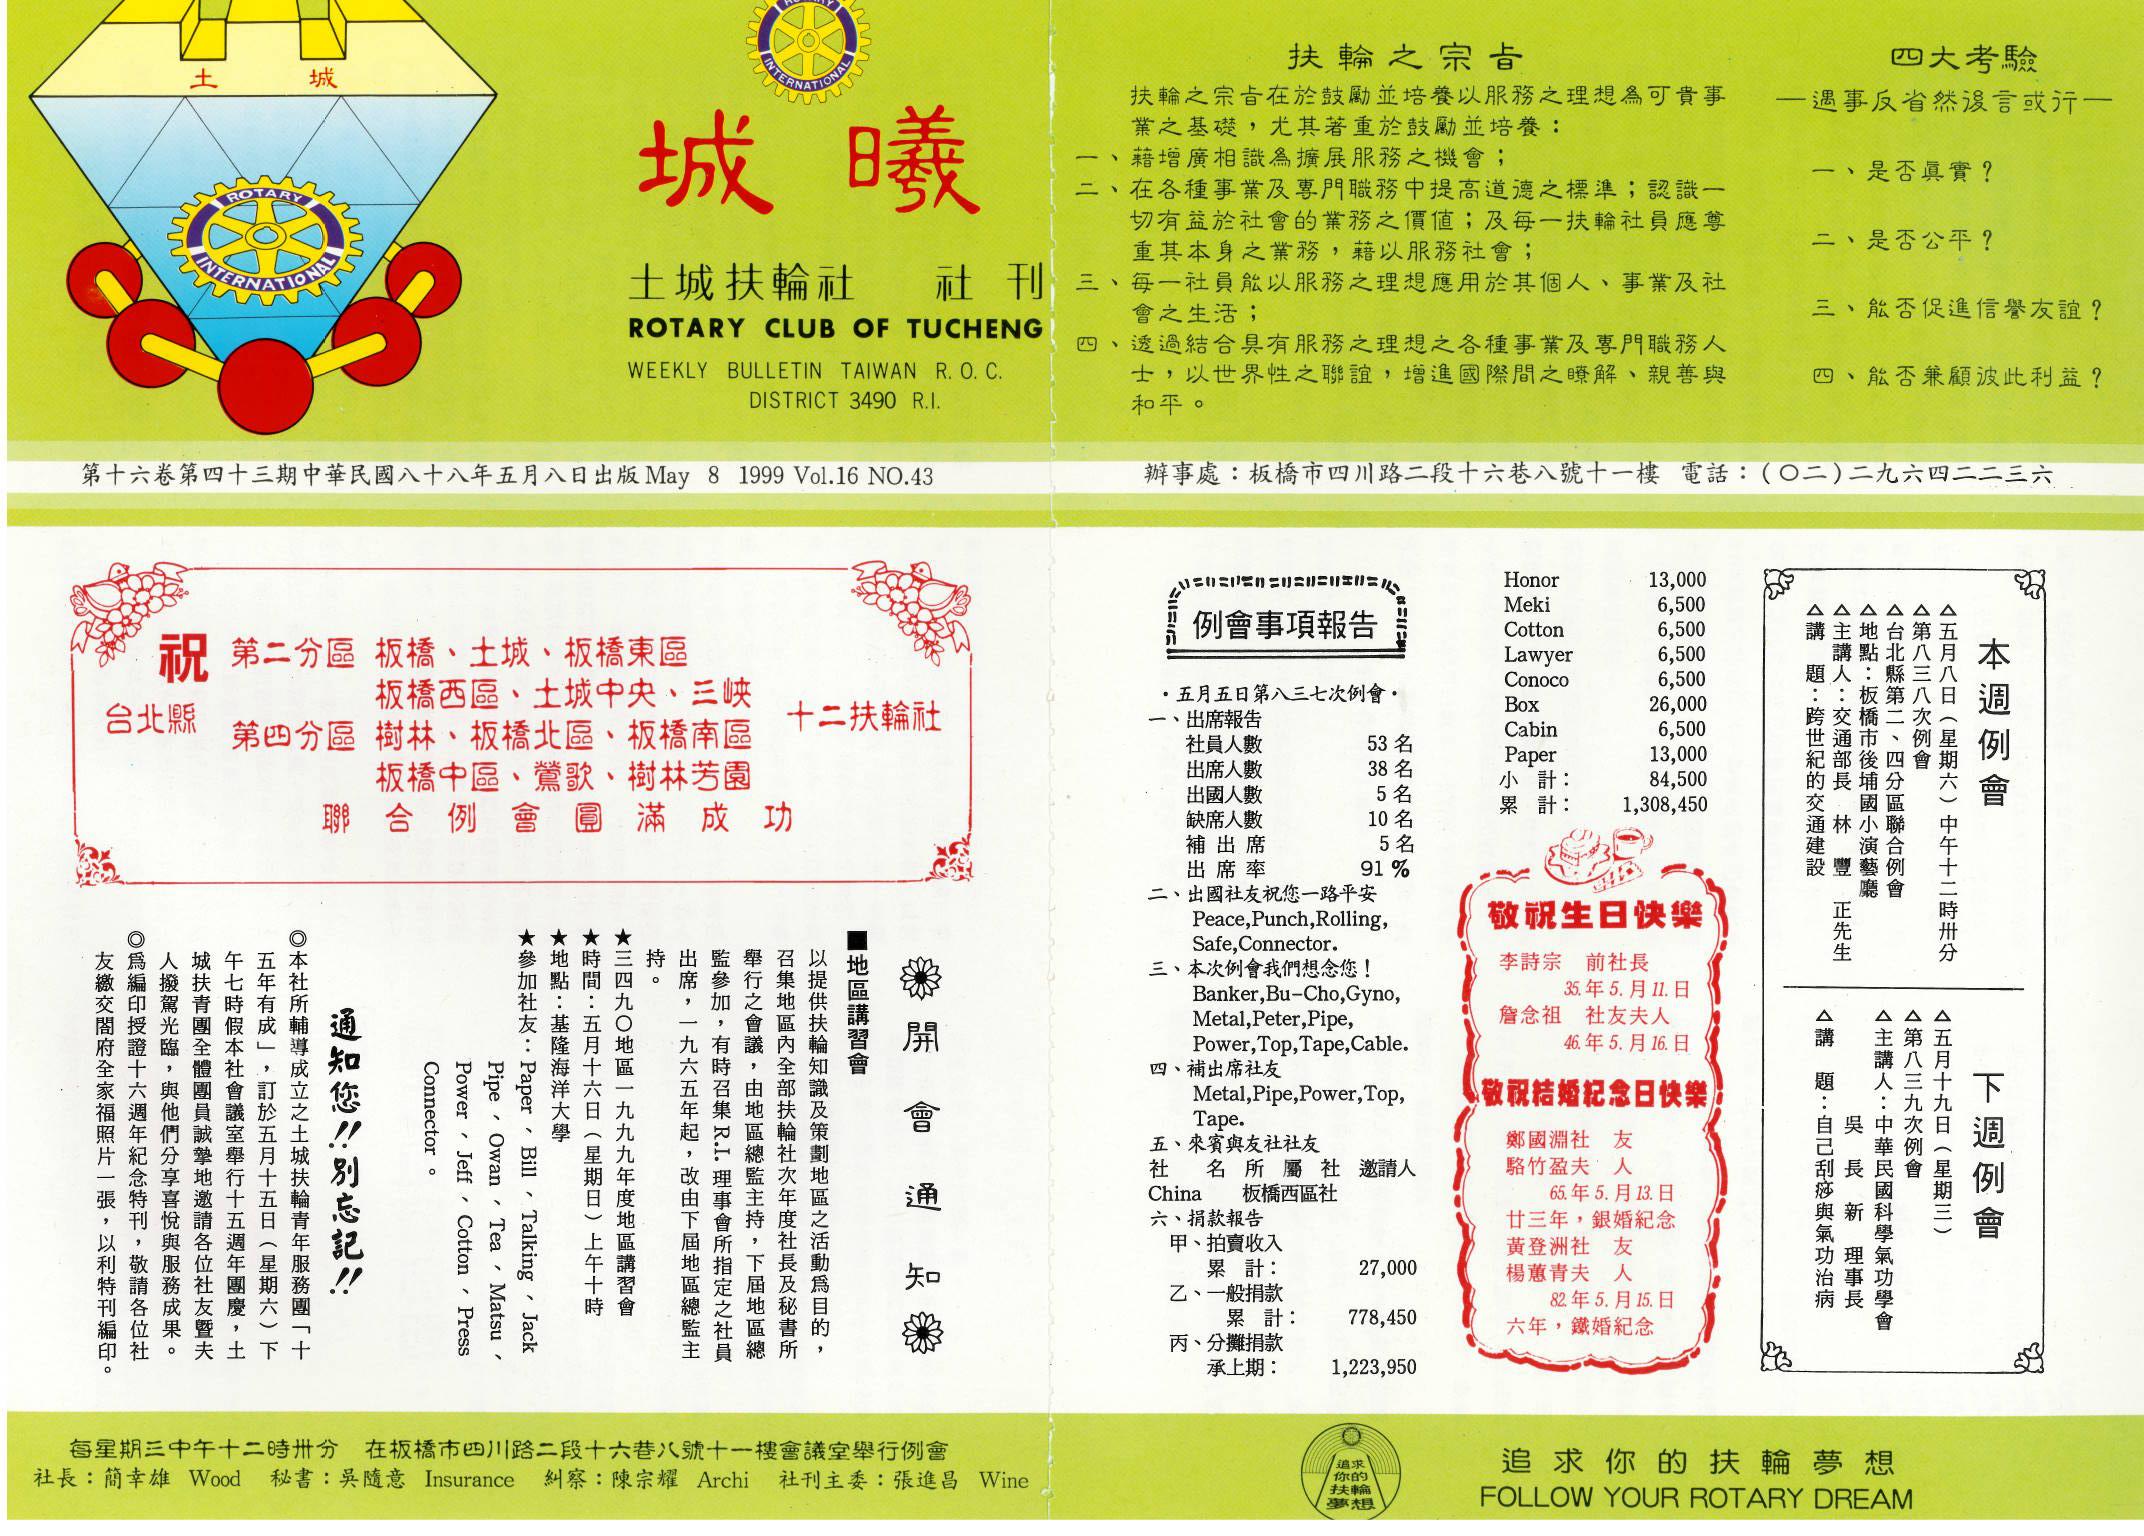 土城
ROTARY
INTERNATIONAL
ROTARY
INTERNATIONAL
城曦
土城扶輪社 社刊
ROTARY CLUB OF TUCHENG
WEEKLY BULLETIN TAIWAN R. O. C.
DISTRICT 3490 R.I.
扶輪之宗旨
扶輪之宗旨在於鼓勵並培養以服務之理想為可貴事
業之基礎，尤其著重於鼓勵並培養：
一、藉增廣相識為擴展服務之機會；
二、在各種事業及專門職務中提高道德之標準；認識一
切有益於社會的業務之價值；及每一扶輪社員應尊
重其本身之業務，藉以服務社會；
三、每一社員能以服務之理想應用於其個人、事業及社
會之生活；
四、透過結合具有服務之理想之各種事業及專門職務人
士，以世界性之聯誼，增進國際間之瞭解、親善與
和平。
四大考驗
—遇事反省然後言或行—
一、是否真實？
二、是否公平？
三、能否促進信譽友誼？
四、能否兼顧彼此利益？
第十六卷第四十三期中華民國八十八年五月八日出版May 8 1999 Vol.16 NO.43
辦事處：板橋市四川路二段十六巷八號十一樓 電話：(〇二)二九六四二二三六
祝 第二分區 板橋、土城、板橋東區
板橋西區、土城中央、三峽
台北縣 十二扶輪社
第四分區 樹林、板橋北區、板橋南區
板橋中區、鶯歌、樹林芳園
聯合例會圓滿成功
開會通知
■地區講習會
以提供扶輪知識及策劃地區之活動為目的，
召集地區內全部扶輪社次年度社長及秘書所
舉行之會議，由地區總監主持，下屆地區總
監參加，有時召集R.I.理事會所指定之社員
出席，一九六五年起，改由下屆地區總監主
持。
★三四九〇地區一九九九年度地區講習會
★時間：五月十六日（星期日）上午十時
★地點：基隆海洋大學
★參加社友：Paper、Bill、Talking、Jack
Pipe、Owan、Tea、Matsu、
Power、Jeff、Cotton、Press
Connector。
通知您!!別忘記!!
◎本社所輔導成立之土城扶輪青年服務團「十
五年有成」，訂於五月十五日（星期六）下
午七時假本社會議室舉行十五週年團慶，土
城扶青團全體團員誠摯地邀請各位社友暨夫
人撥駕光臨，與他們分享喜悅與服務成果。
◎為編印授證十六週年紀念特刊，敬請各位社
友繳交閤府全家福照片一張，以利特刊編印。
例會事項報告
·五月五日第八三七次例會·
一、出席報告
社員人數 53 名
出席人數 38 名
出國人數 5 名
缺席人數 10 名
補出席 5 名
出席率 91 %
二、出國社友祝您一路平安
Peace,Punch,Rolling,
Safe,Connector.
三、本次例會我們想念您！
Banker,Bu-Cho,Gyno,
Metal,Peter,Pipe,
Power,Top,Tape,Cable.
四、補出席社友
Metal,Pipe,Power,Top,
Tape.
五、來賓與友社社友
社 名 所 屬 社 邀請人
China 板橋西區社
六、捐款報告
甲、拍賣收入
累 計： 27,000
乙、一般捐款
累 計： 778,450
丙、分攤捐款
承上期： 1,223,950
Honor 13,000
Meki 6,500
Cotton 6,500
Lawyer 6,500
Conoco 6,500
Box 26,000
Cabin 6,500
Paper 13,000
小 計： 84,500
累 計： 1,308,450
敬祝生日快樂
李詩宗 前社長
35.年 5. 月 11. 日
詹念祖 社友夫人
46.年 5. 月 16. 日
敬祝結婚紀念日快樂
鄭國淵社 友
駱竹盈夫 人
65.年 5. 月 13. 日
廿三年，銀婚紀念
黃登洲社 友
楊蕙青夫 人
82.年 5. 月 15. 日
六年，鐵婚紀念
本週例會
△五月八日（星期六）中午十二時卅分
△第八三八次例會
△台北縣第二、四分區聯合例會
△地點：板橋市後埔國小演藝廳
△主講人：交通部長 林 豐 正先生
△講 題：跨世紀的交通建設
下週例會
△五月十九日（星期三）
△第八三九次例會
△主講人：中華民國科學氣功學會
吳 長 新 理事長
△講 題：自己刮痧與氣功治病
每星期三中午十二時卅分 在板橋市四川路二段十六巷八號十一樓會議室舉行例會
社長：簡幸雄 Wood 秘書：吳隨意 Insurance 糾察：陳宗耀 Archi 社刊主委：張進昌 Wine
追求
你的
扶輪
夢想
追求你的扶輪夢想
FOLLOW YOUR ROTARY DREAM